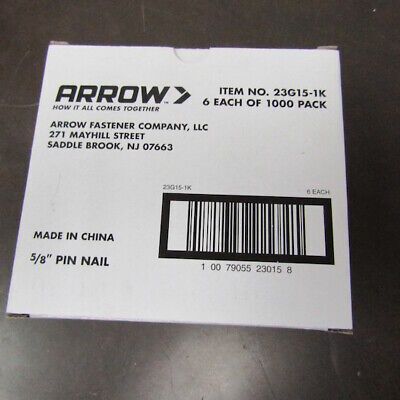 ARROW™
HOW IT ALL COMES TOGETHER
ITEM NO. 23G15-1K
6 EACH OF 1000 PACK
ARROW FASTENER COMPANY, LLC
271 MAYHILL STREET
SADDLE BROOK, NJ 07663
23G15-1K 6 EACH
1 00 79055 23015 8
MADE IN CHINA
5/8" PIN NAIL